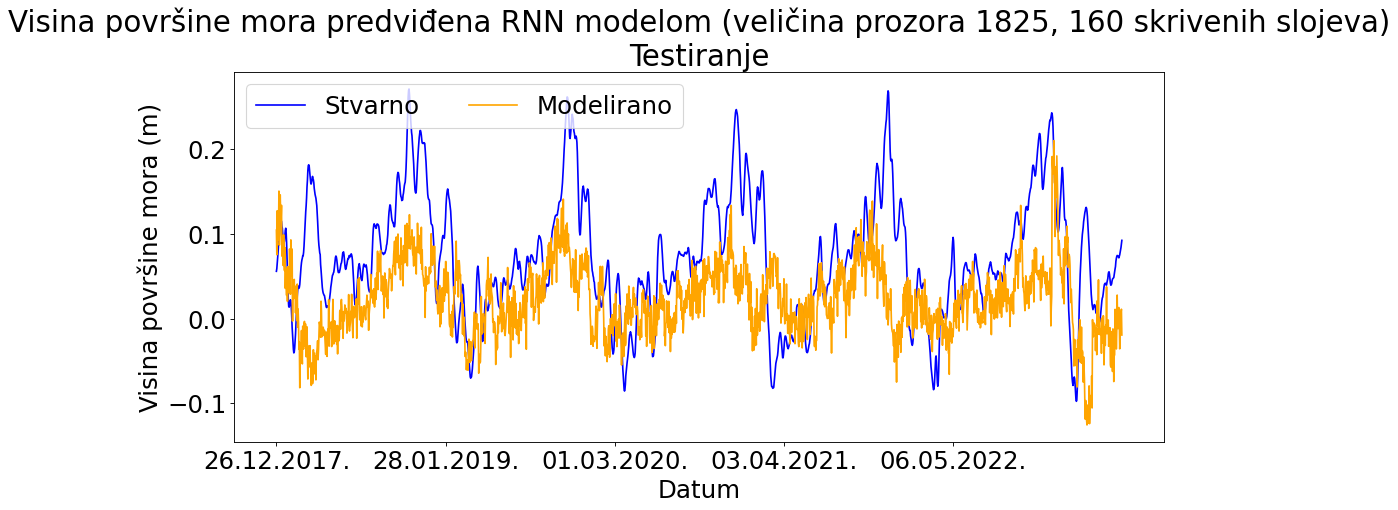 Visina površine mora predviđena RNN modelom (veličina prozora 1825, 160 skrivenih slojeva)
Testiranje
Stvarno Modelirano
Visina površine mora (m)
0.2
0.1
0.0
−0.1
26.12.2017. 28.01.2019. 01.03.2020. 03.04.2021. 06.05.2022.
Datum